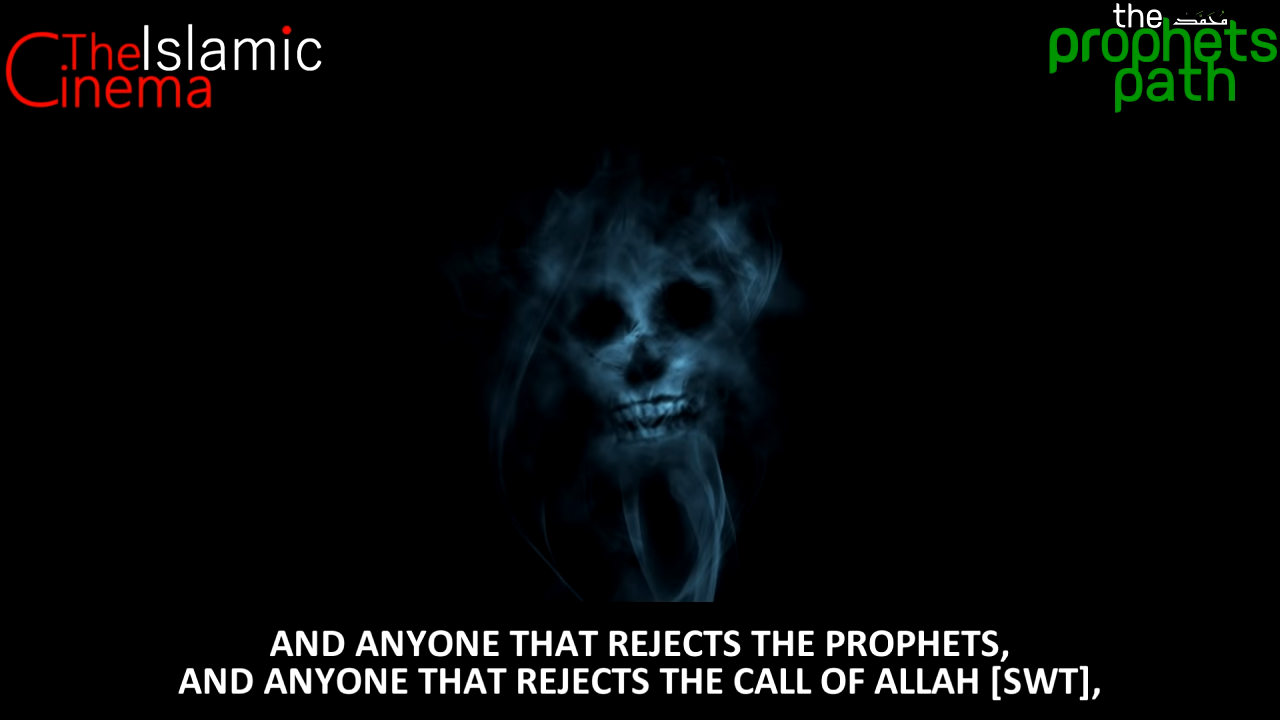 TheIslamic
Cinema
the محمد
prophets
path
AND ANYONE THAT REJECTS THE PROPHETS,
AND ANYONE THAT REJECTS THE CALL OF ALLAH [SWT],